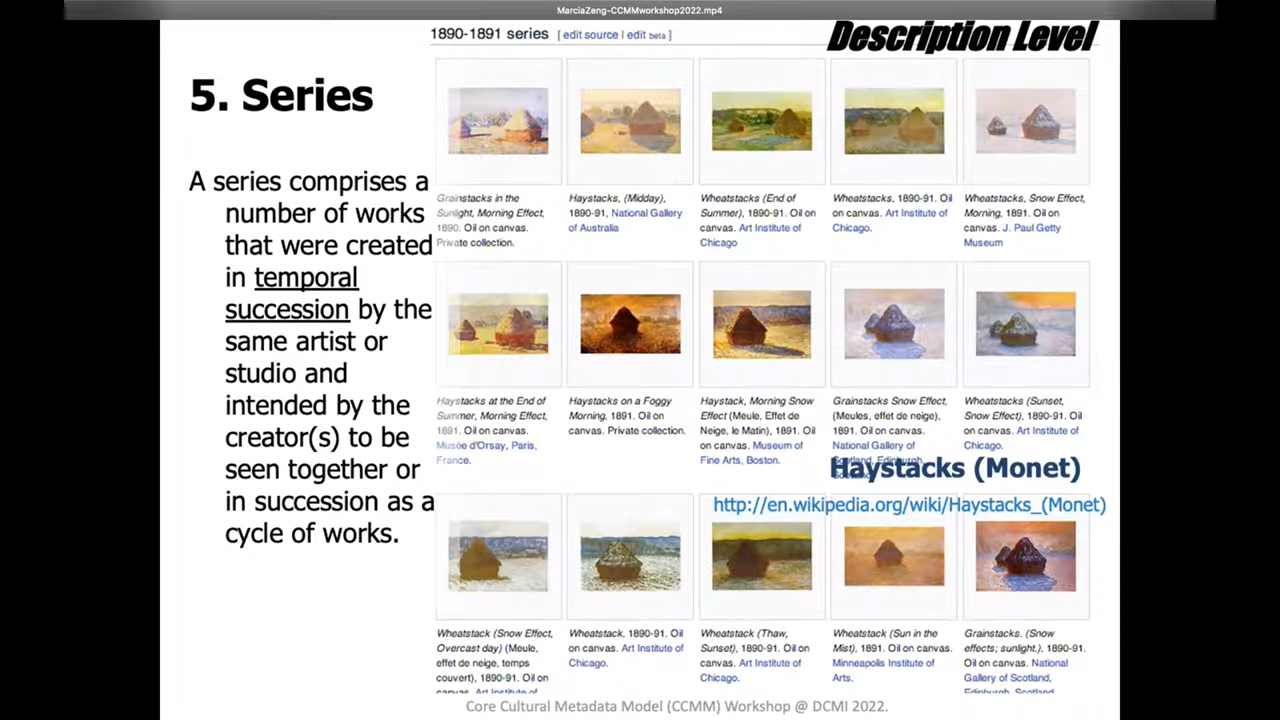 MarciaZeng-CCMMworkshop2022.mp4
1890-1891 series [ edit source | edit beta ]
Description Level
5. Series
A series comprises a
number of works
that were created
in temporal
succession by the
same artist or
studio and
intended by the
creator(s) to be
seen together or
in succession as a
cycle of works.
Grainstacks in the
Sunlight, Morning Effect,
1890. Oil on canvas.
Private collection.
Haystacks, (Midday),
1890-91, National Gallery
of Australia
Wheatstacks (End of
Summer), 1890-91. Oil on
canvas. Art Institute of
Chicago
Wheatstacks, 1890-91. Oil
on canvas. Art Institute of
Chicago.
Wheatstacks, Snow Effect,
Morning, 1891. Oil on
canvas. J. Paul Getty
Museum
Haystacks at the End of
Summer, Morning Effect,
1891. Oil on canvas.
Musée d'Orsay, Paris,
France.
Haystacks on a Foggy
Morning, 1891. Oil on
canvas. Private collection.
Haystack, Morning Snow
Effect (Meule, Effet de
Neige, le Matin), 1891. Oil
on canvas. Museum of
Fine Arts, Boston.
Grainstacks Snow Effect,
(Meules, effet de neige),
1891. Oil on canvas.
National Gallery of
Scotland, Edinburgh,
Wheatstacks (Sunset,
Snow Effect), 1890-91. Oil
on canvas. Art Institute of
Chicago.
Haystacks (Monet)
http://en.wikipedia.org/wiki/Haystacks_(Monet)
Wheatstack (Snow Effect,
Overcast day) (Meule,
effet de neige, temps
couvert), 1890-91. Oil on
canvas. Art Institute of
Wheatstack, 1890-91. Oil
on canvas. Art Institute of
Chicago.
Wheatstack (Thaw,
Sunset), 1890-91. Oil on
canvas. Art Institute of
Chicago.
Wheatstack (Sun in the
Mist), 1891. Oil on canvas.
Minneapolis Institute of
Arts.
Grainstacks. (Snow
effects; sunlight.), 1890-91.
Oil on canvas. National
Gallery of Scotland,
Edinburgh, Scotland
Core Cultural Metadata Model (CCMM) Workshop @ DCMI 2022.